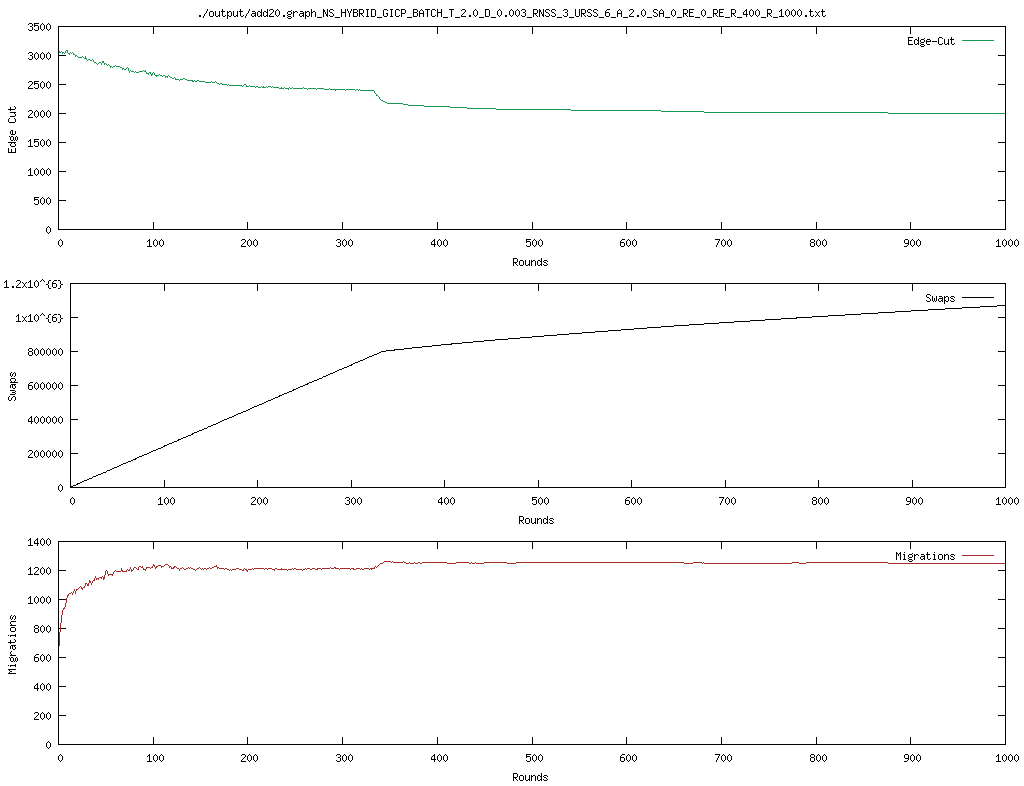 ./output/add20.graph_NS_HYBRID_GICP_BATCH_T_2.0_D_0.003_RNSS_3_URSS_6_A_2.0_SA_0_RE_0_RE_R_400_R_1000.txt
Edge-Cut
3500
3000
2500
2000
1500
1000
500
0
Edge Cut
0 100 200 300 400 500 600 700 800 900 1000
Rounds
Swaps
1.2x10^{6}
1x10^{6}
800000
600000
400000
200000
0
Swaps
0 100 200 300 400 500 600 700 800 900 1000
Rounds
Migrations
1400
1200
1000
800
600
400
200
0
Migrations
0 100 200 300 400 500 600 700 800 900 1000
Rounds